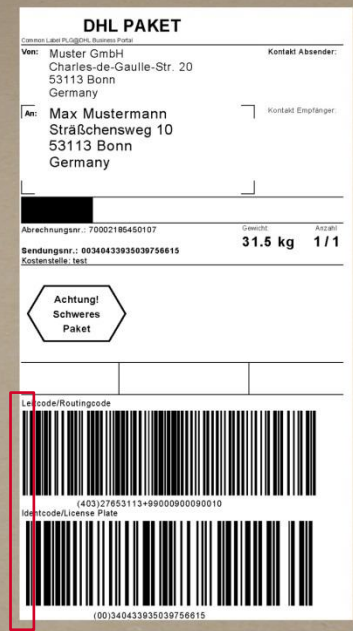 DHL PAKET
Common Label PLG@DHL Business Portal
Von: Muster GmbH Kontakt Absender:
Charles-de-Gaulle-Str. 20
53113 Bonn
Germany
An: Max Mustermann Kontakt Empfänger:
Sträßchensweg 10
53113 Bonn
Germany
Abrechnungsnr.: 70002185450107 Gewicht Anzahl
31.5 kg 1/1
Sendungsnr.: 00340433935039756615
Kostenstelle: test
Achtung!
Schweres
Paket
Leitcode/Routingcode
(403)27653113+99000900090010
Identcode/License Plate
(00)340433935039756615